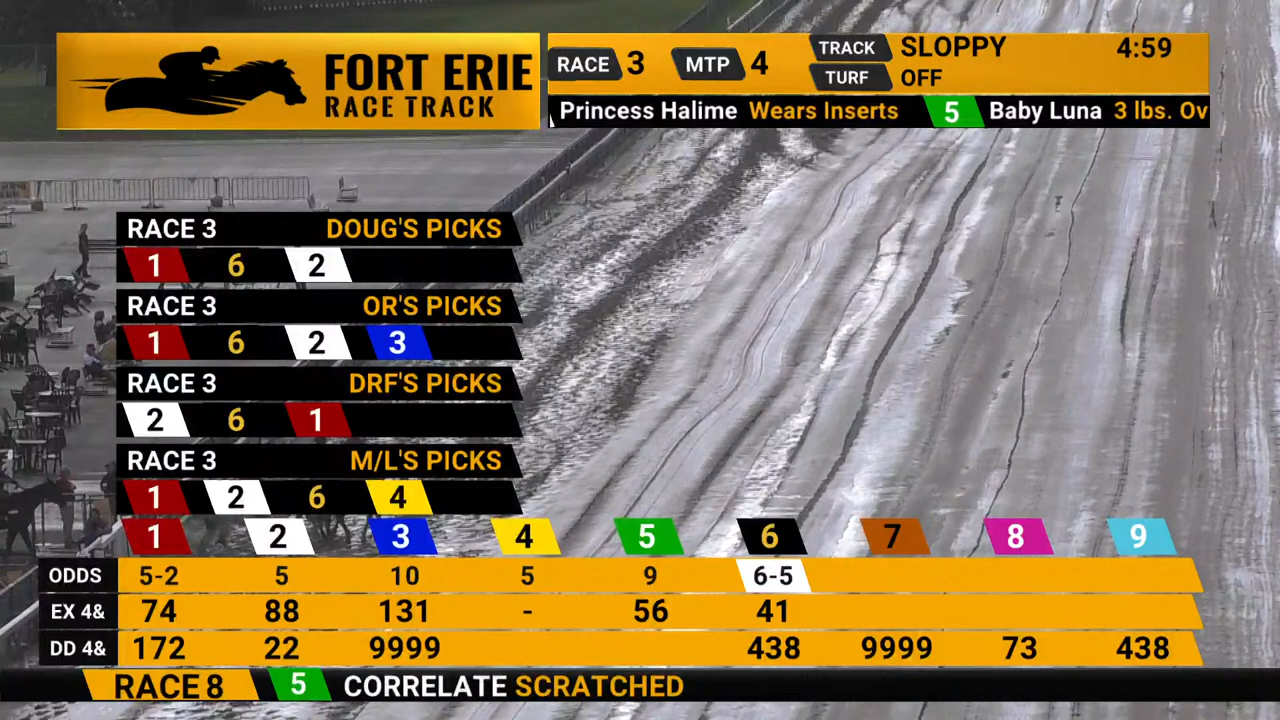 FORT ERIE
RACE TRACK
RACE 3 MTP 4 TRACK SLOPPY 4:59
TURF OFF
Princess Halime Wears Inserts 5 Baby Luna 3 lbs. Ov
RACE 3 DOUG'S PICKS
1 6 2
RACE 3 OR'S PICKS
1 6 2 3
RACE 3 DRF'S PICKS
2 6 1
RACE 3 M/L'S PICKS
1 2 6 4
1 2 3 4 5 6 7 8 9
ODDS 5-2 5 10 5 9 6-5
EX 4& 74 88 131 - 56 41
DD 4& 172 22 9999 438 9999 73 438
RACE 8 5 CORRELATE SCRATCHED